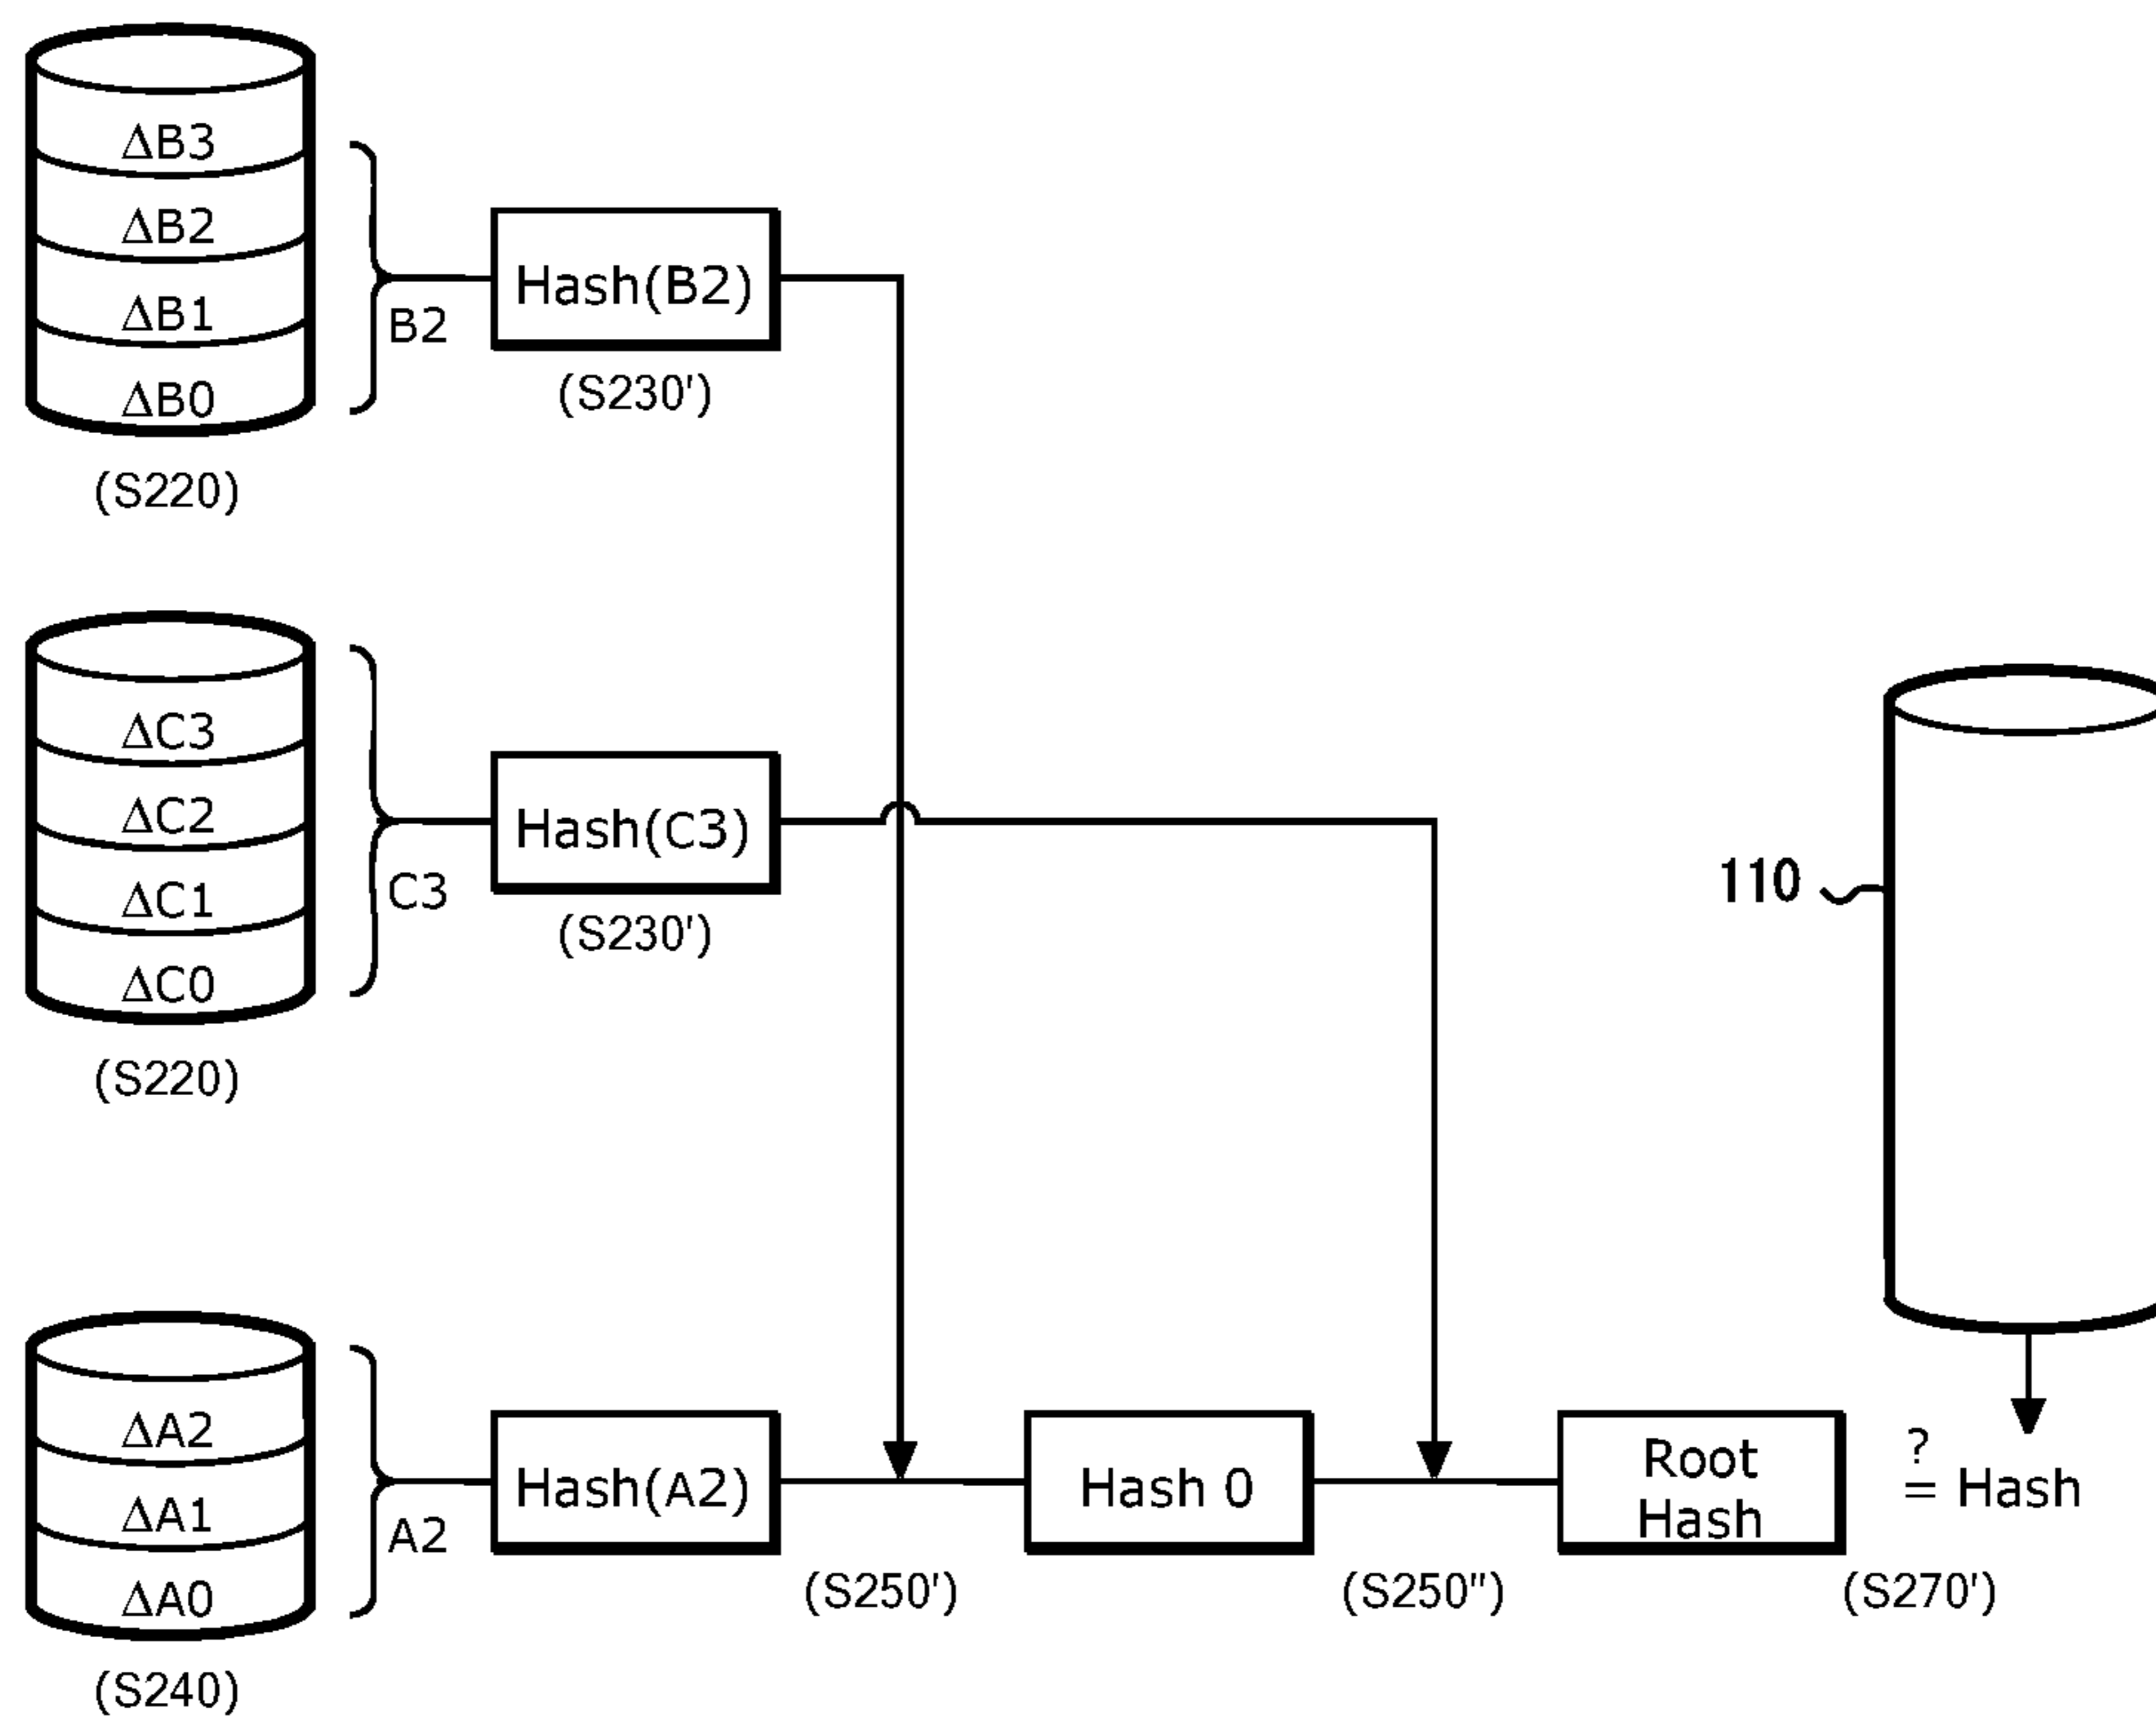 ΔB3
ΔB2
ΔB1
ΔB0
(S220)
B2
Hash(B2)
(S230')
ΔC3
ΔC2
ΔC1
ΔC0
(S220)
C3
Hash(C3)
(S230')
110
ΔA2
ΔA1
ΔA0
(S240)
A2
Hash(A2)
(S250')
Hash 0
(S250")
Root
Hash
(S270')
?
= Hash